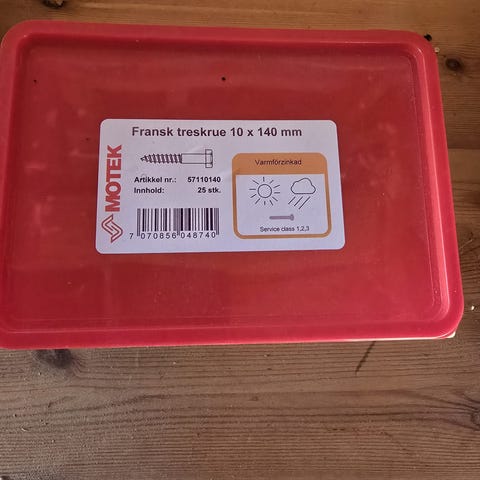 Fransk treskrue 10 x 140 mm
MOTEK
Artikkel nr.: 57110140
Innhold: 25 stk.
7 070856 048740
Varmförzinkad
Service class 1,2,3